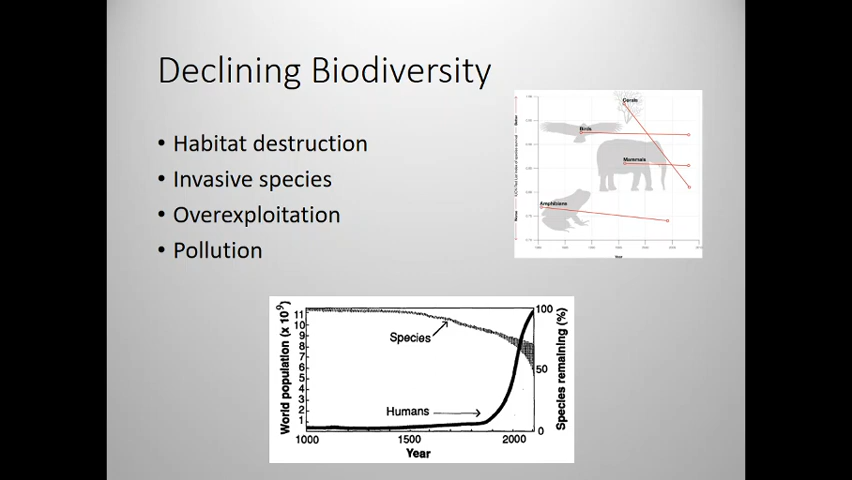 Declining Biodiversity
• Habitat destruction
• Invasive species
• Overexploitation
• Pollution
Corals
Birds
Mammals
Amphibians
Year
World population (x 10⁹)
11
10
9
8
7
6
5
4
3
2
1
Species
Humans
100
50
0
Species remaining (%)
1000 1500 2000
Year